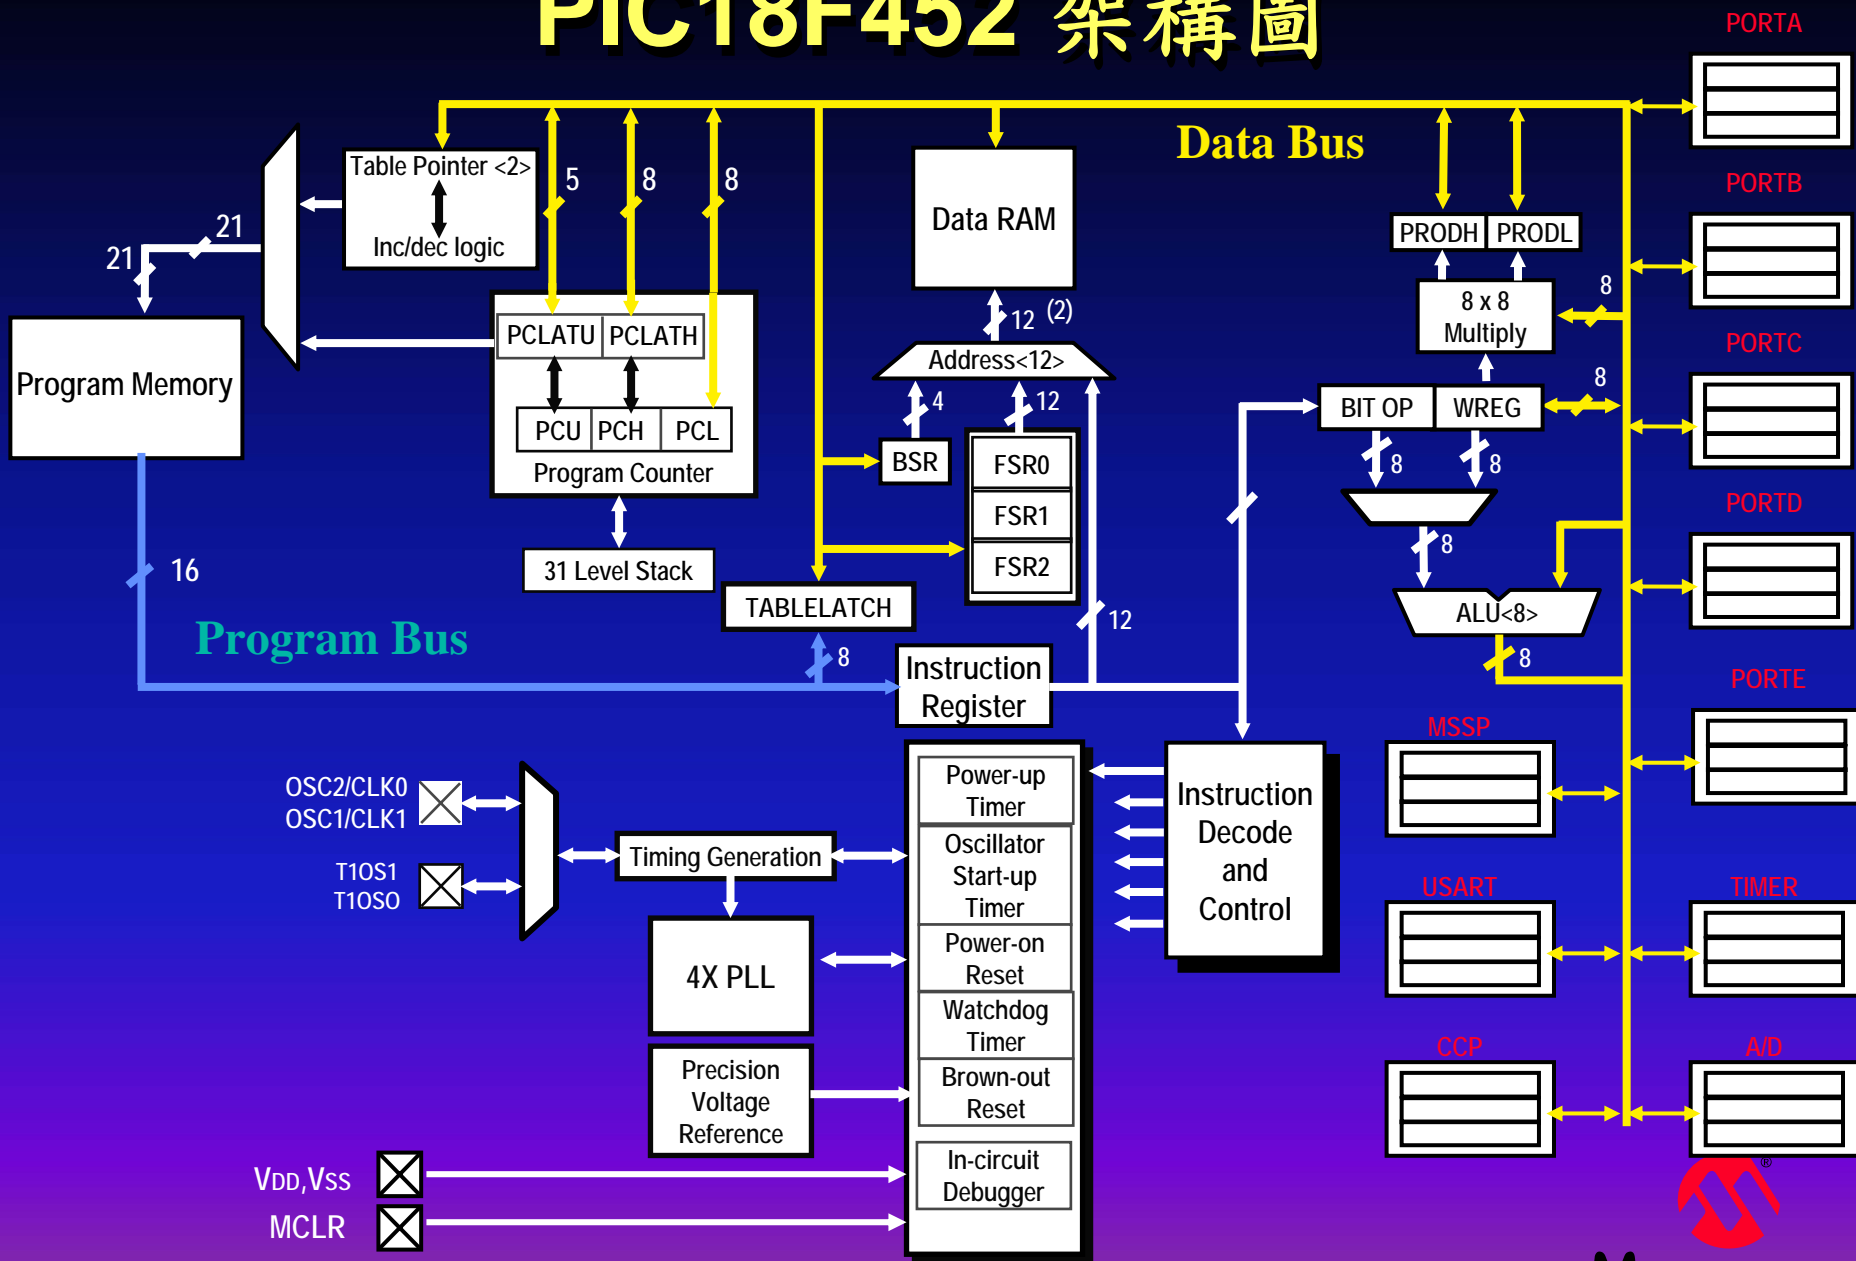 PIC18F452 架構圖
PORTA
Data Bus
Table Pointer <2>
Inc/dec logic
5
8
8
21
21
Data RAM
PORTB
PRODH
PRODL
8 x 8
Multiply
8
12
(2)
Address<12>
PCLATU
PCLATH
PCU
PCH
PCL
Program Counter
Program Memory
PORTC
4
12
BSR
FSR0
FSR1
FSR2
BIT OP
WREG
8
8
8
8
PORTD
31 Level Stack
TABLELATCH
16
Program Bus
8
12
ALU<8>
8
Instruction
Register
PORTE
MSSP
OSC2/CLK0
OSC1/CLK1
T1OS1
T1OSO
Timing Generation
4X PLL
Precision
Voltage
Reference
Power-up
Timer
Oscillator
Start-up
Timer
Power-on
Reset
Watchdog
Timer
Brown-out
Reset
In-circuit
Debugger
Instruction
Decode
and
Control
USART
TIMER
CCP
A/D
VDD,VSS
MCLR
®